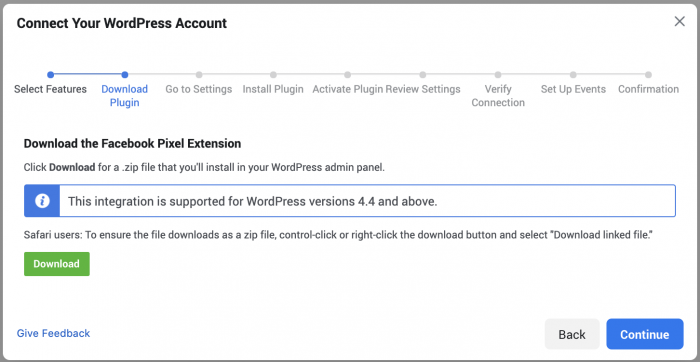 Connect Your WordPress Account
Select Features
Download
Plugin
Go to Settings
Install Plugin
Activate Plugin
Review Settings
Verify
Connection
Set Up Events
Confirmation
Download the Facebook Pixel Extension
Click Download for a .zip file that you'll install in your WordPress admin panel.
This integration is supported for WordPress versions 4.4 and above.
Safari users: To ensure the file downloads as a zip file, control-click or right-click the download button and select "Download linked file."
Download
Give Feedback
Back
Continue